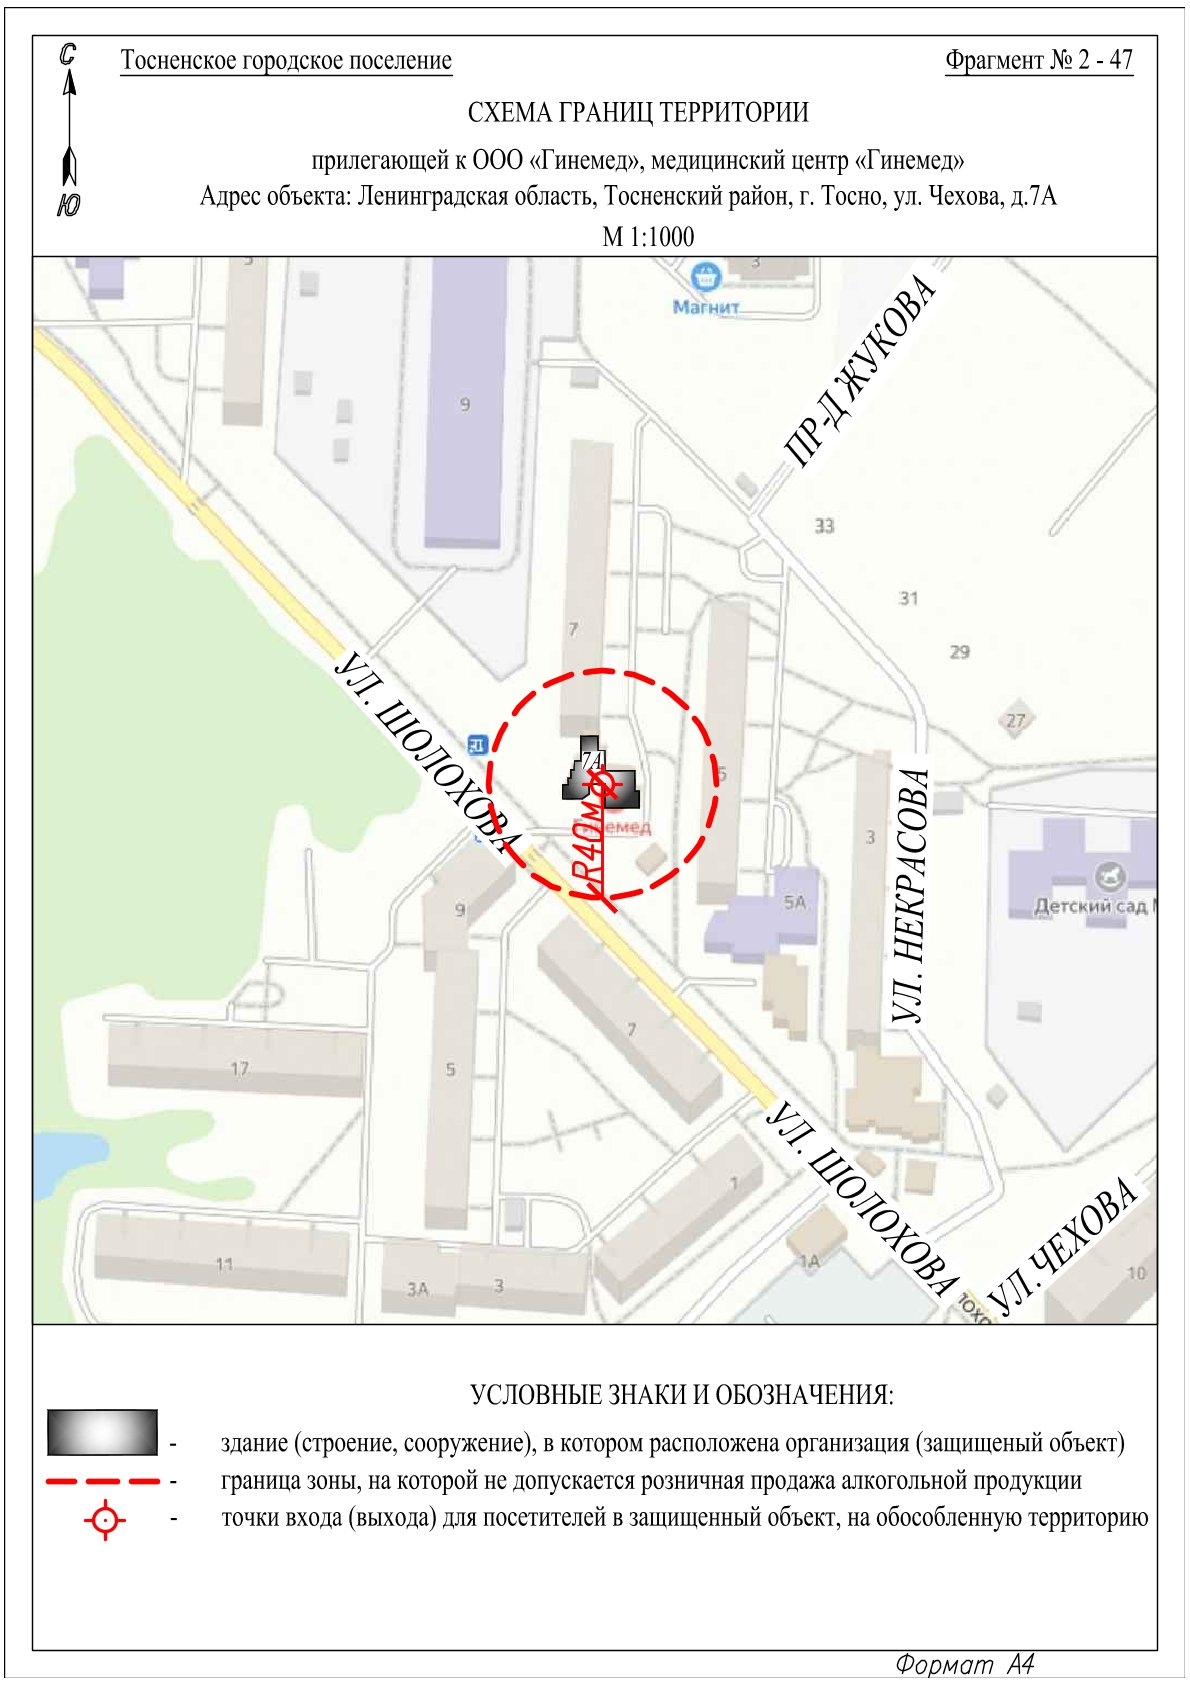 С
Ю
Тосненское городское поселение
Фрагмент № 2 - 47
СХЕМА ГРАНИЦ ТЕРРИТОРИИ
прилегающей к ООО «Гинемед», медицинский центр «Гинемед»
Адрес объекта: Ленинградская область, Тосненский район, г. Тосно, ул. Чехова, д.7А
М 1:1000
3
3
Магнит
ПР-Д ЖУКОВА
9
33
31
7
29
УЛ. ШОЛОХОВА
27
7А
5
R40м
Гинемед
3
УЛ. НЕКРАСОВА
Детский сад
5А
9
7
17
5
УЛ. ШОЛОХОВА
1
УЛ.ЧЕХОВА
11
1А
10
3А
3
УСЛОВНЫЕ ЗНАКИ И ОБОЗНАЧЕНИЯ:
- здание (строение, сооружение), в котором расположена организация (защищеный объект)
- граница зоны, на которой не допускается розничная продажа алкогольной продукции
- точки входа (выхода) для посетителей в защищенный объект, на обособленную территорию
Формат А4